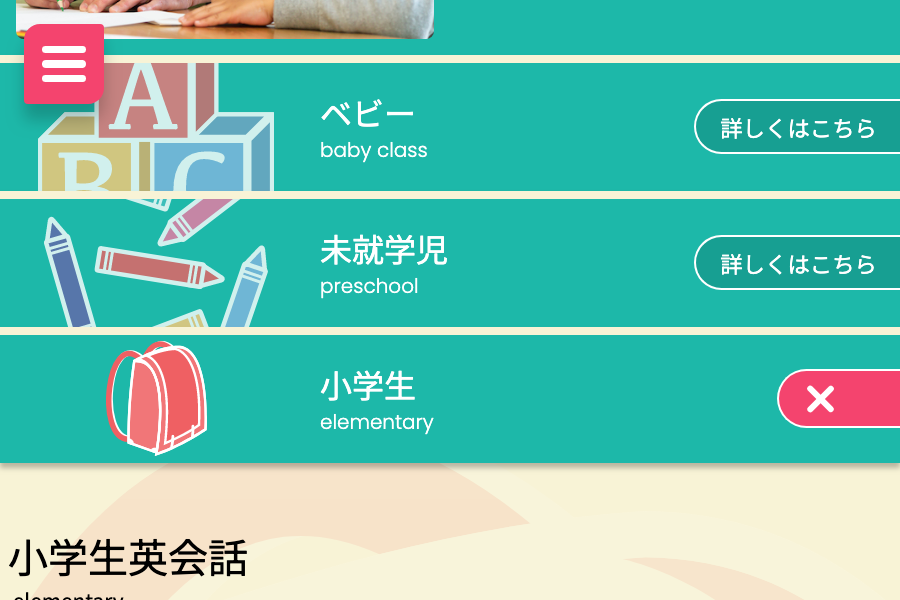 A
B C
ベビー
baby class
詳しくはこちら
未就学児
preschool
詳しくはこちら
小学生
elementary
小学生英会話
elementary